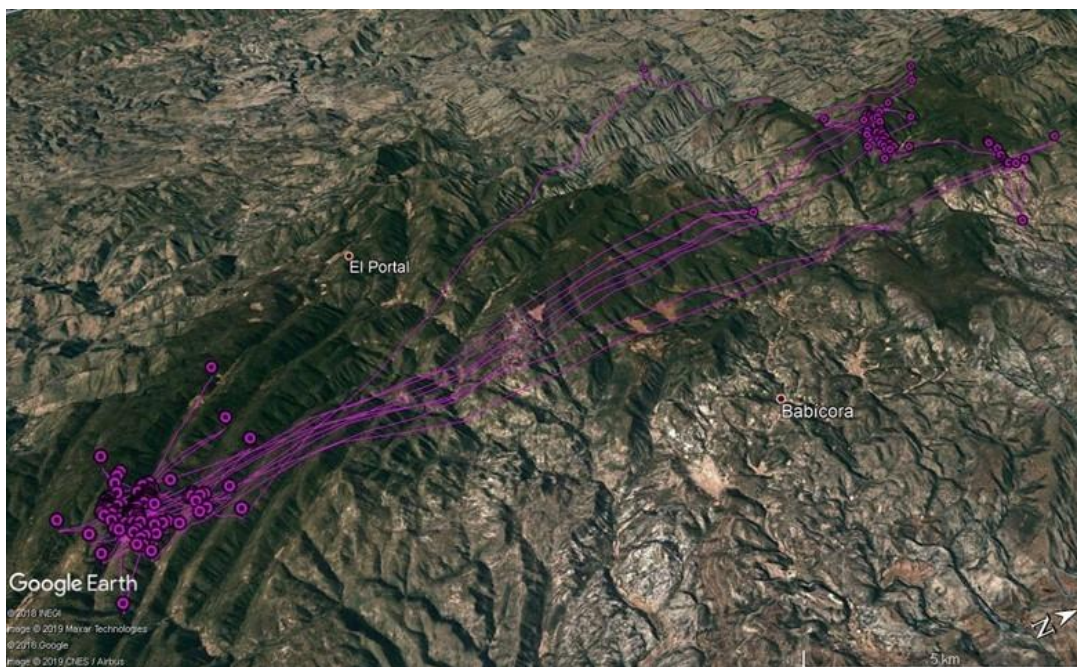 El Portal
Babicora
Google Earth
© 2018 INEGI
Image © 2019 Maxar Technologies
© 2018 Google
Image © 2019 CNES / Airbus
N
5 km